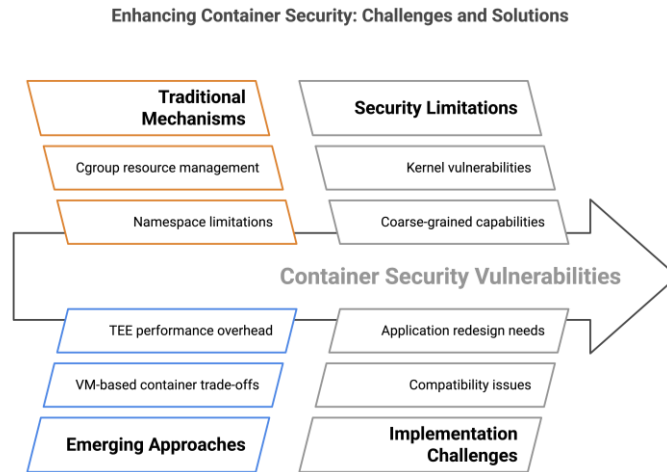 Enhancing Container Security: Challenges and Solutions
Traditional
Mechanisms
Security Limitations
Cgroup resource management
Kernel vulnerabilities
Namespace limitations
Coarse-grained capabilities
Container Security Vulnerabilities
TEE performance overhead
Application redesign needs
VM-based container trade-offs
Compatibility issues
Emerging Approaches
Implementation
Challenges